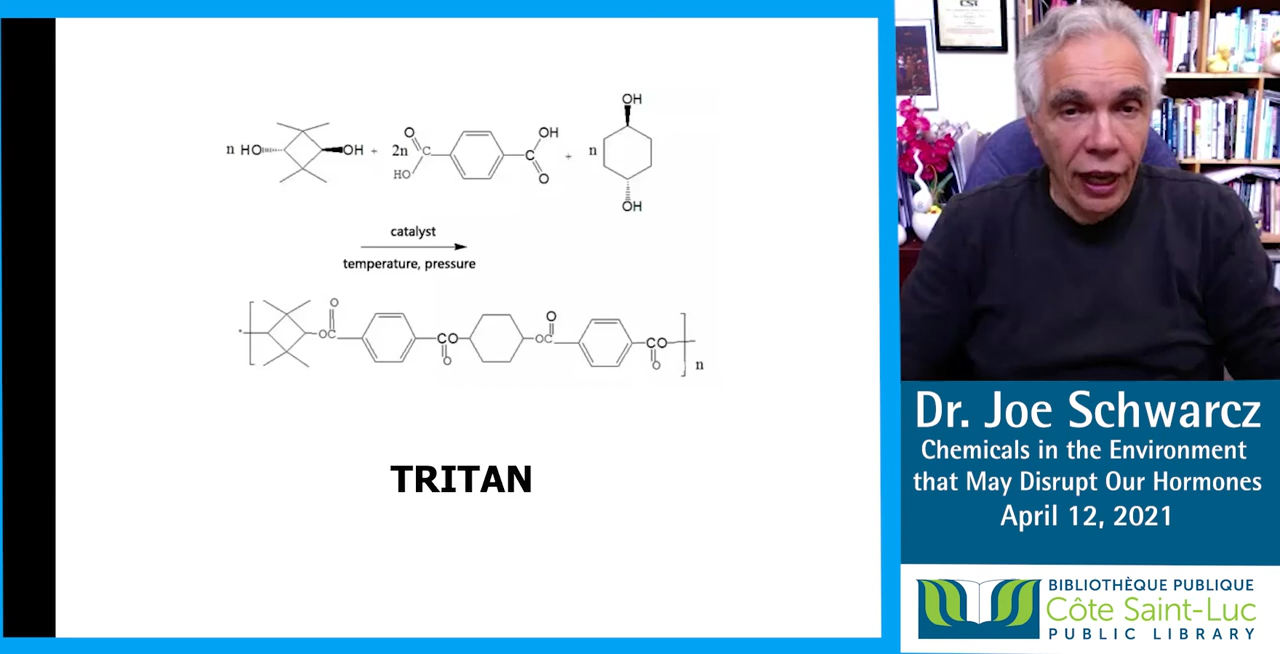 n HO OH + 2n O C HO C OH O + n OH OH
catalyst
temperature, pressure
O OC CO O O OC CO O n
TRITAN
CSI
Dr. Joe Schwarcz
Chemicals in the Environment
that May Disrupt Our Hormones
April 12, 2021
BIBLIOTHÈQUE PUBLIQUE
Côte Saint-Luc
PUBLIC LIBRARY